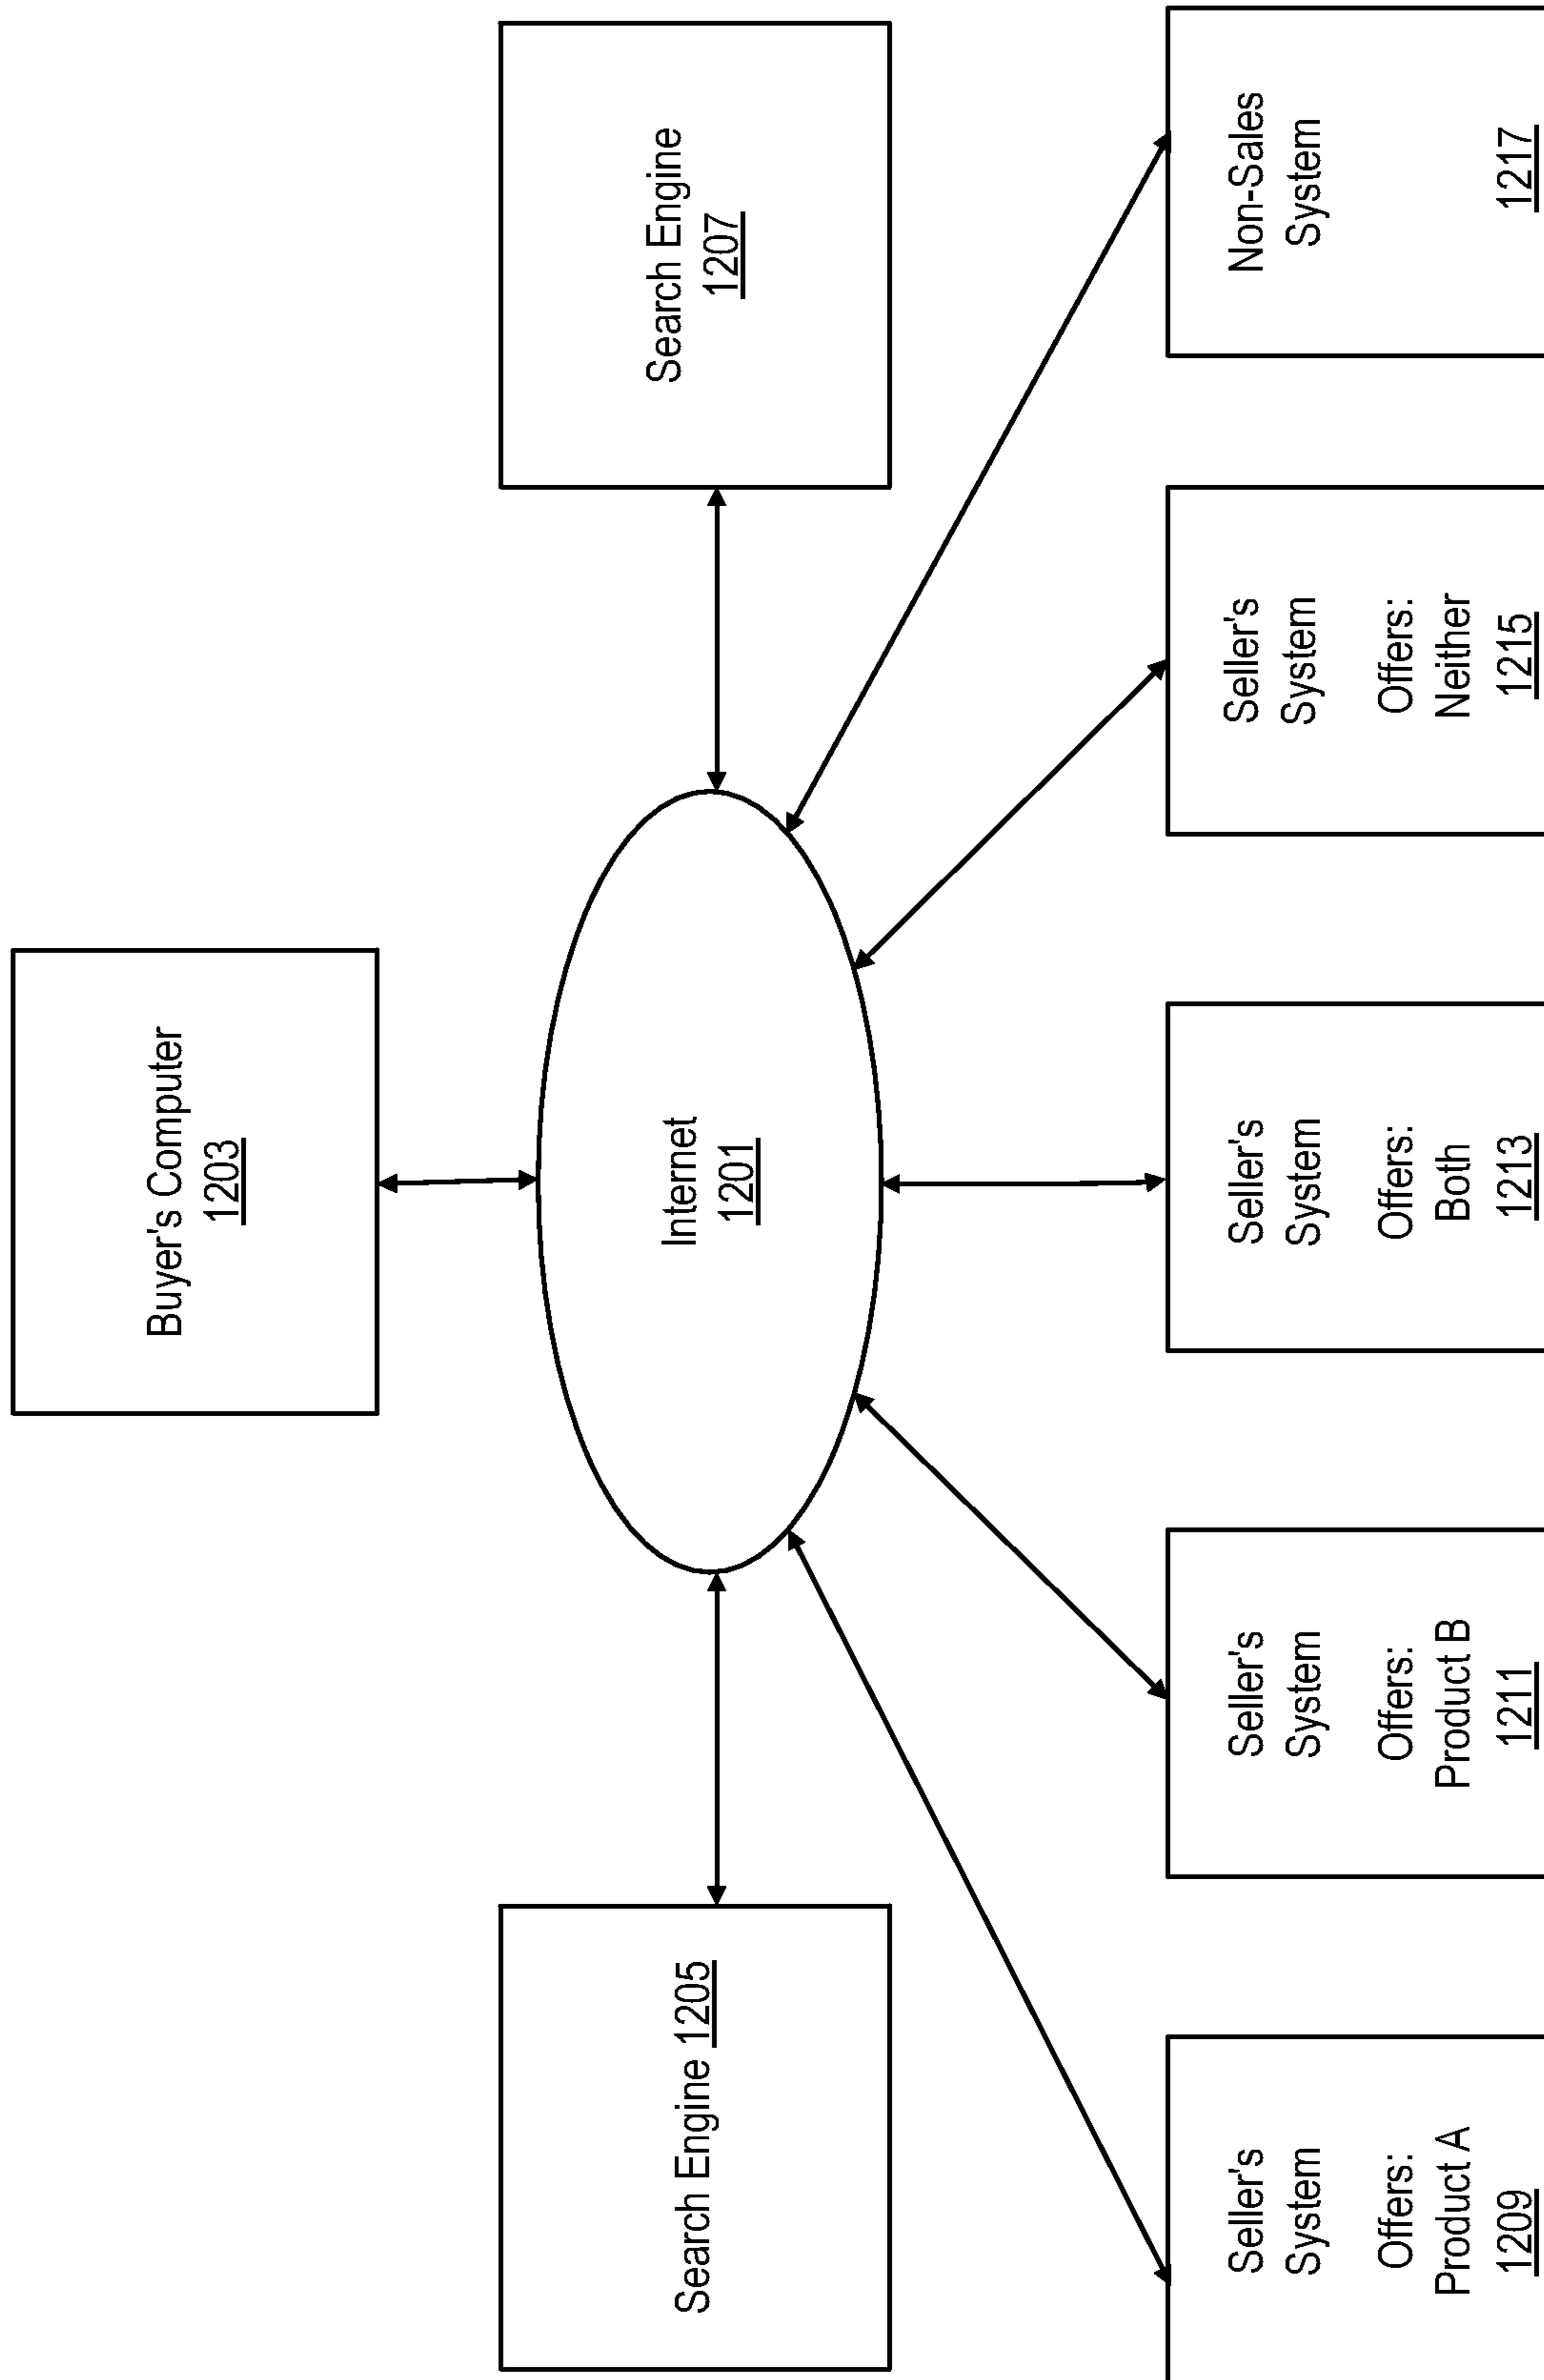 Buyer's Computer
1203
Search Engine 1205
Internet
1201
Search Engine
1207
Seller's
System
Offers:
Product A
1209
Seller's
System
Offers:
Product B
1211
Seller's
System
Offers:
Both
1213
Seller's
System
Offers:
Neither
1215
Non-Sales
System
1217